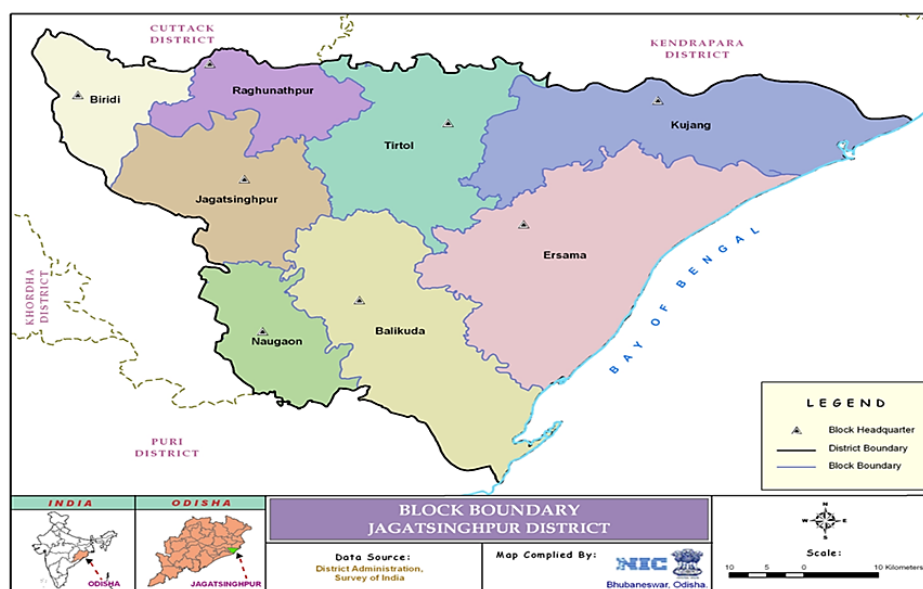 CUTTACK
DISTRICT
KENDRAPARA
DISTRICT
Biridi
Raghunathpur
Tirtol
Kujang
Jagatsinghpur
Ersama
KHORDHA
DISTRICT
Naugaon
Balikuda
BAY OF BENGAL
PURI
DISTRICT
LEGEND
Block Headquarter
District Boundary
Block Boundary
INDIA
ODISHA
ODISHA
JAGATSINGHPUR
BLOCK BOUNDARY
JAGATSINGHPUR DISTRICT
Data Source:
District Administration,
Survey of India
Map Complied By:
NIC
Bhubaneswar, Odisha.
N
W
E
S
Scale:
10 5 0 10 Kilometers